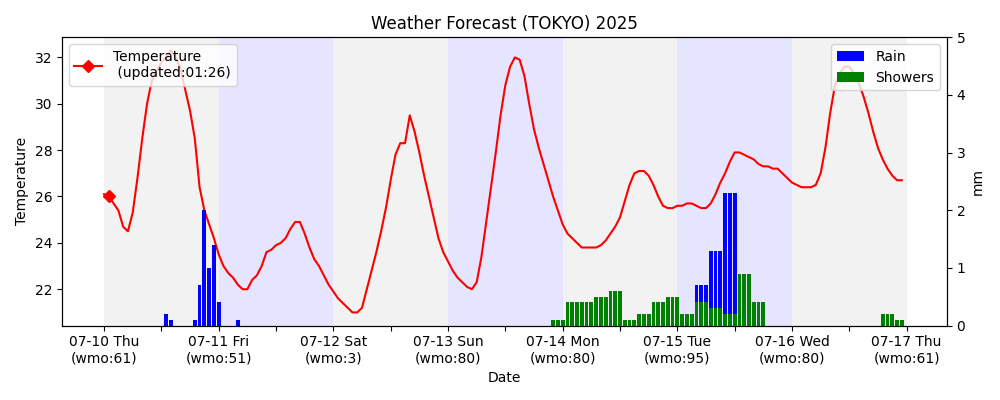 Weather Forecast (TOKYO) 2025
Temperature
(updated:01:26)
Rain
Showers
Temperature
32
30
28
26
24
22
5
4
3
2
1
0
mm
07-10 Thu
(wmo:61)
07-11 Fri
(wmo:51)
07-12 Sat
(wmo:3)
07-13 Sun
(wmo:80)
07-14 Mon
(wmo:80)
07-15 Tue
(wmo:95)
07-16 Wed
(wmo:80)
07-17 Thu
(wmo:61)
Date